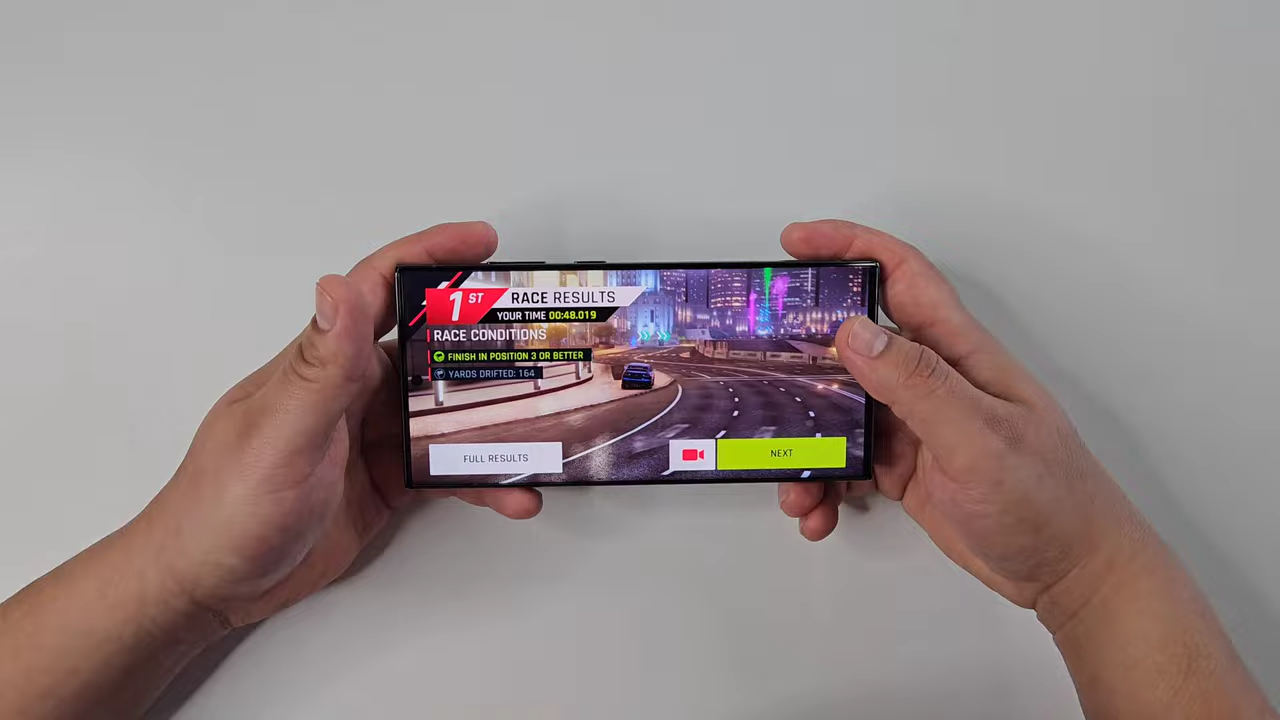 1ST
RACE RESULTS
YOUR TIME 00:48.019
RACE CONDITIONS
FINISH IN POSITION 3 OR BETTER
YARDS DRIFTED: 164
FULL RESULTS
NEXT